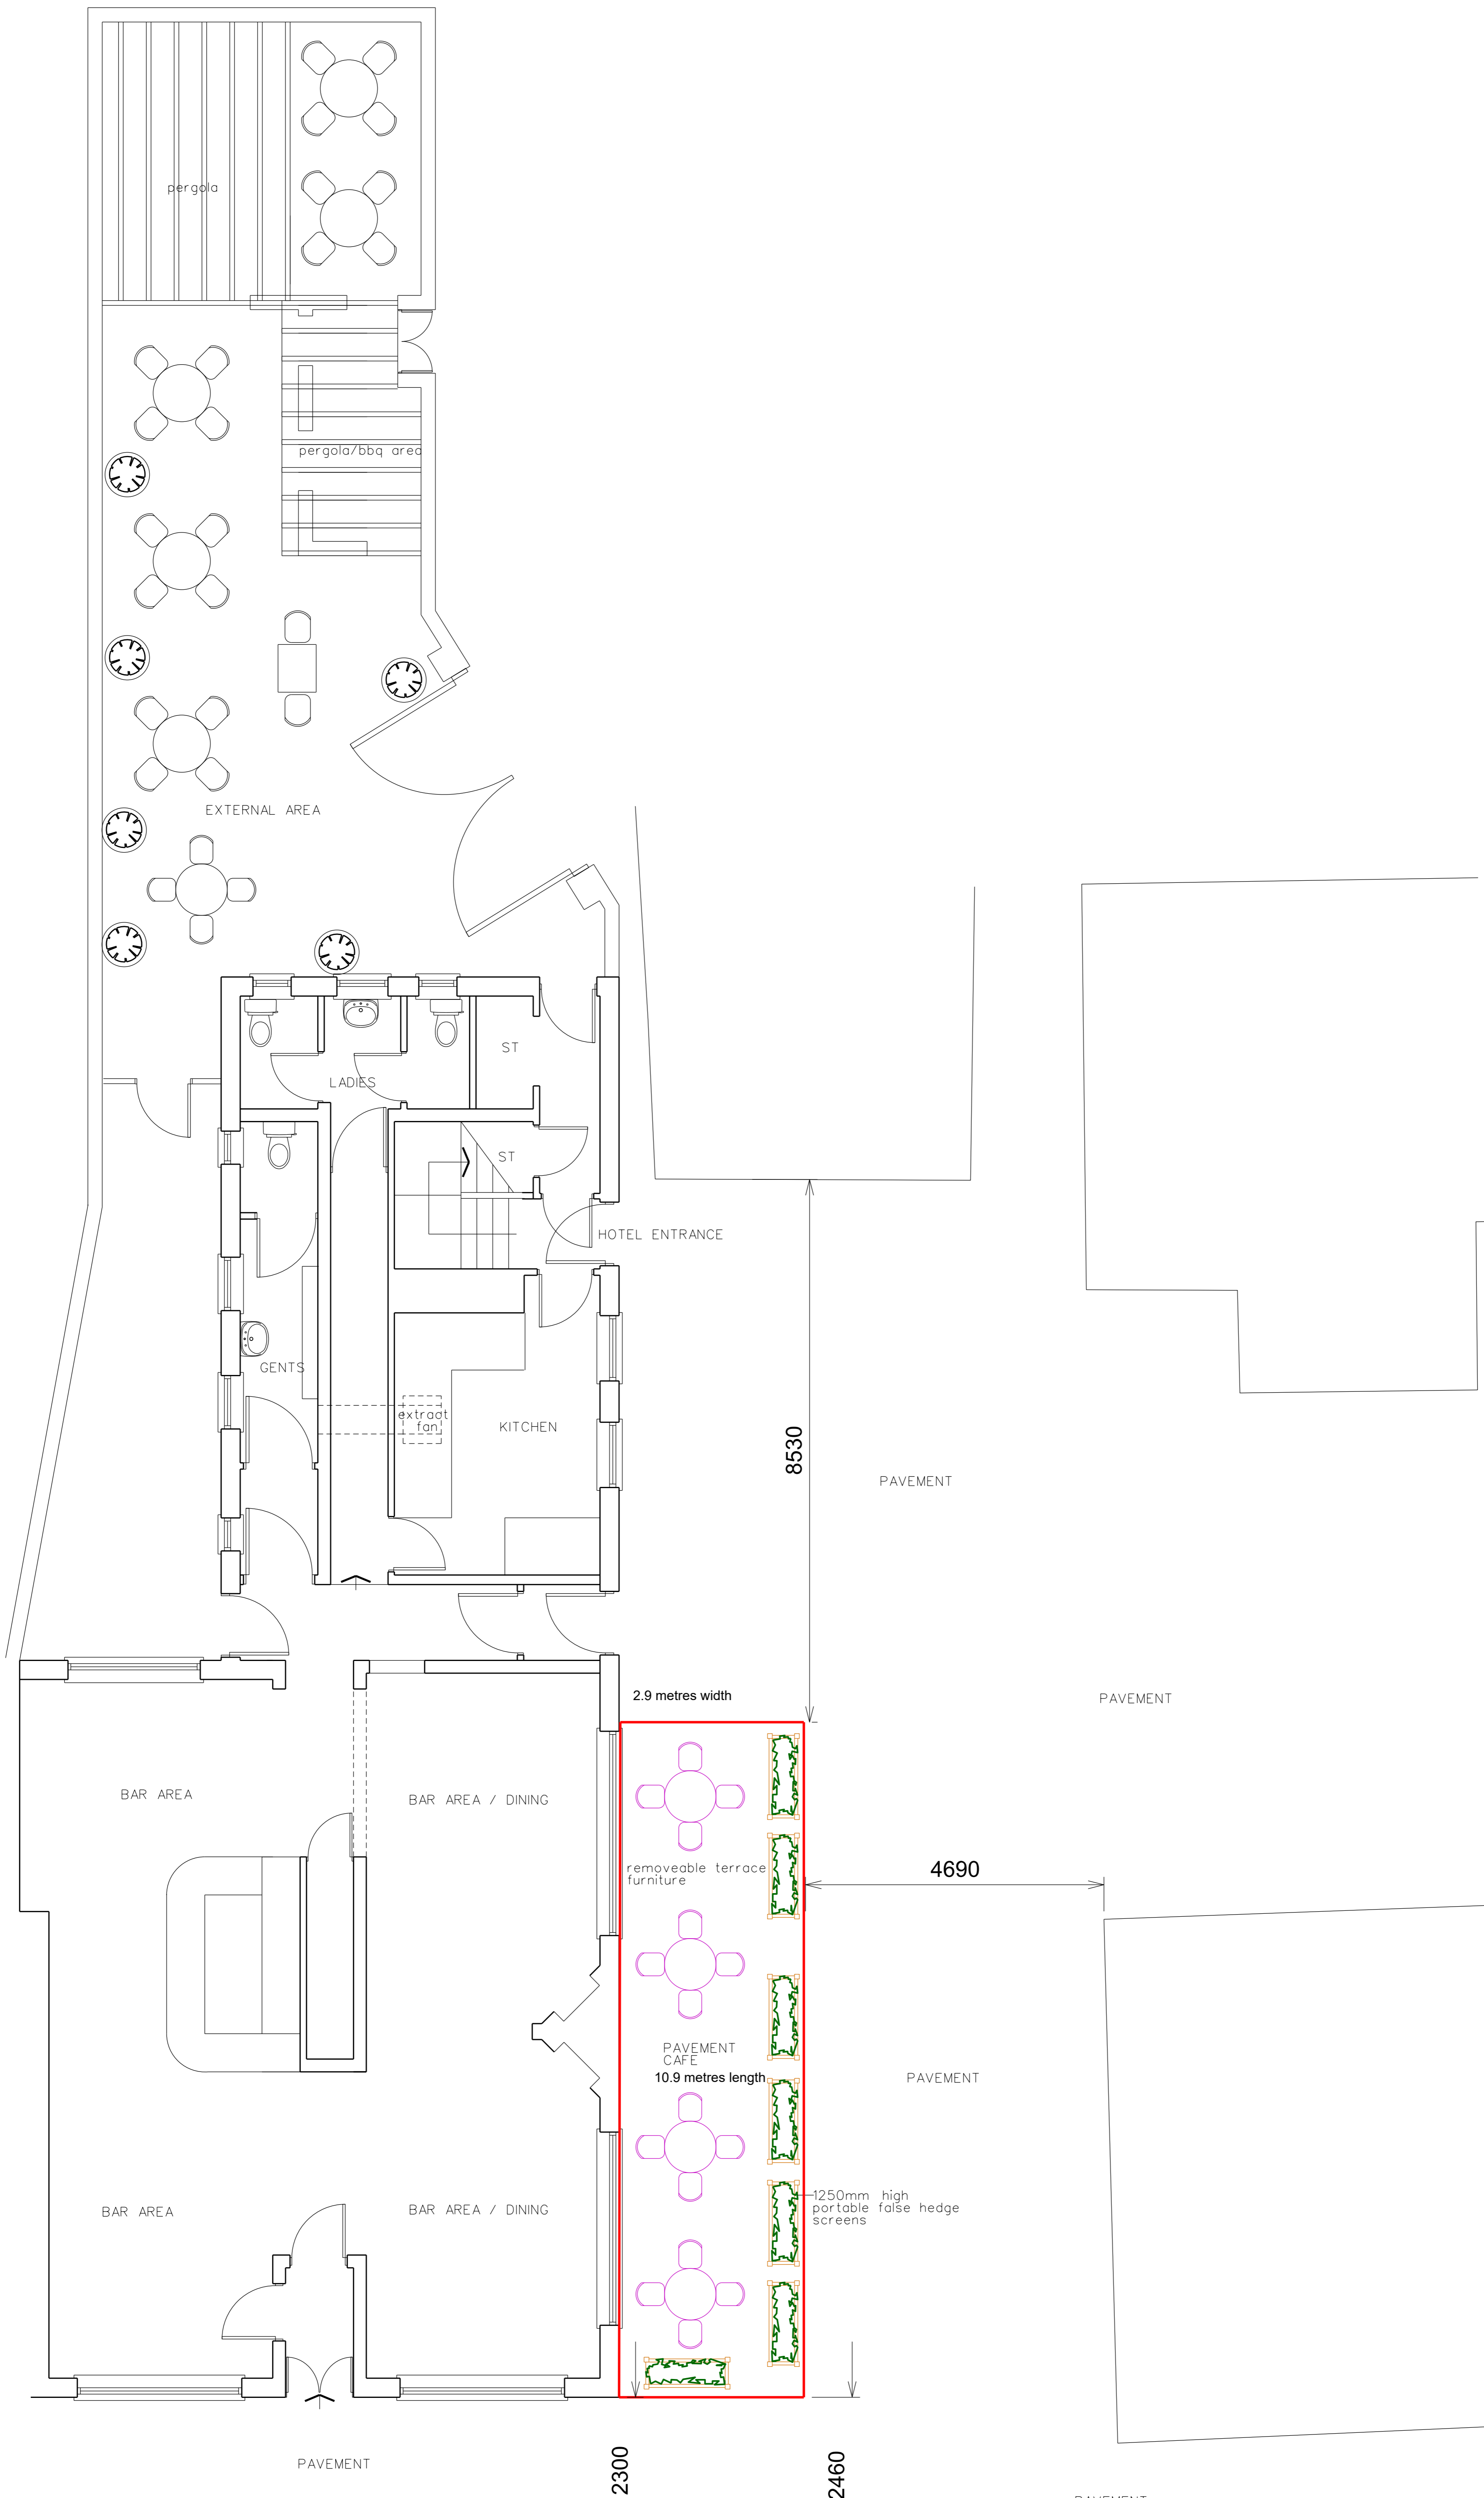 pergola
pergola/bbq area
EXTERNAL AREA
ST
LADIES
ST
HOTEL ENTRANCE
GENTS
extract
fan
KITCHEN
8530
PAVEMENT
2.9 metres width
PAVEMENT
BAR AREA
BAR AREA / DINING
removeable terrace
furniture
4690
PAVEMENT
CAFE
10.9 metres length
PAVEMENT
1250mm high
portable false hedge
screens
BAR AREA
BAR AREA / DINING
PAVEMENT
2300
2460